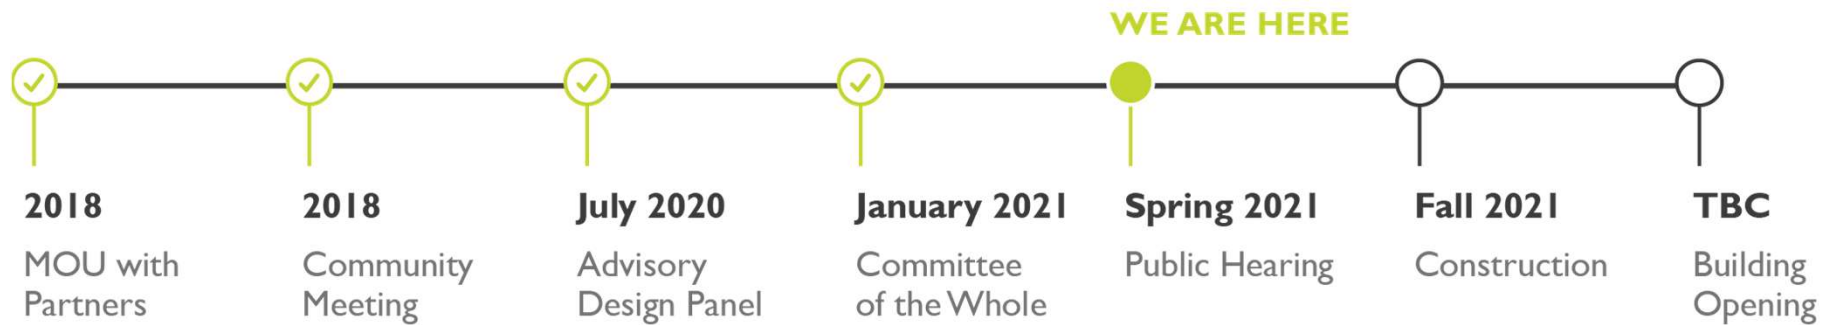 WE ARE HERE
2018
MOU with
Partners
2018
Community
Meeting
July 2020
Advisory
Design Panel
January 2021
Committee
of the Whole
Spring 2021
Public Hearing
Fall 2021
Construction
TBC
Building
Opening